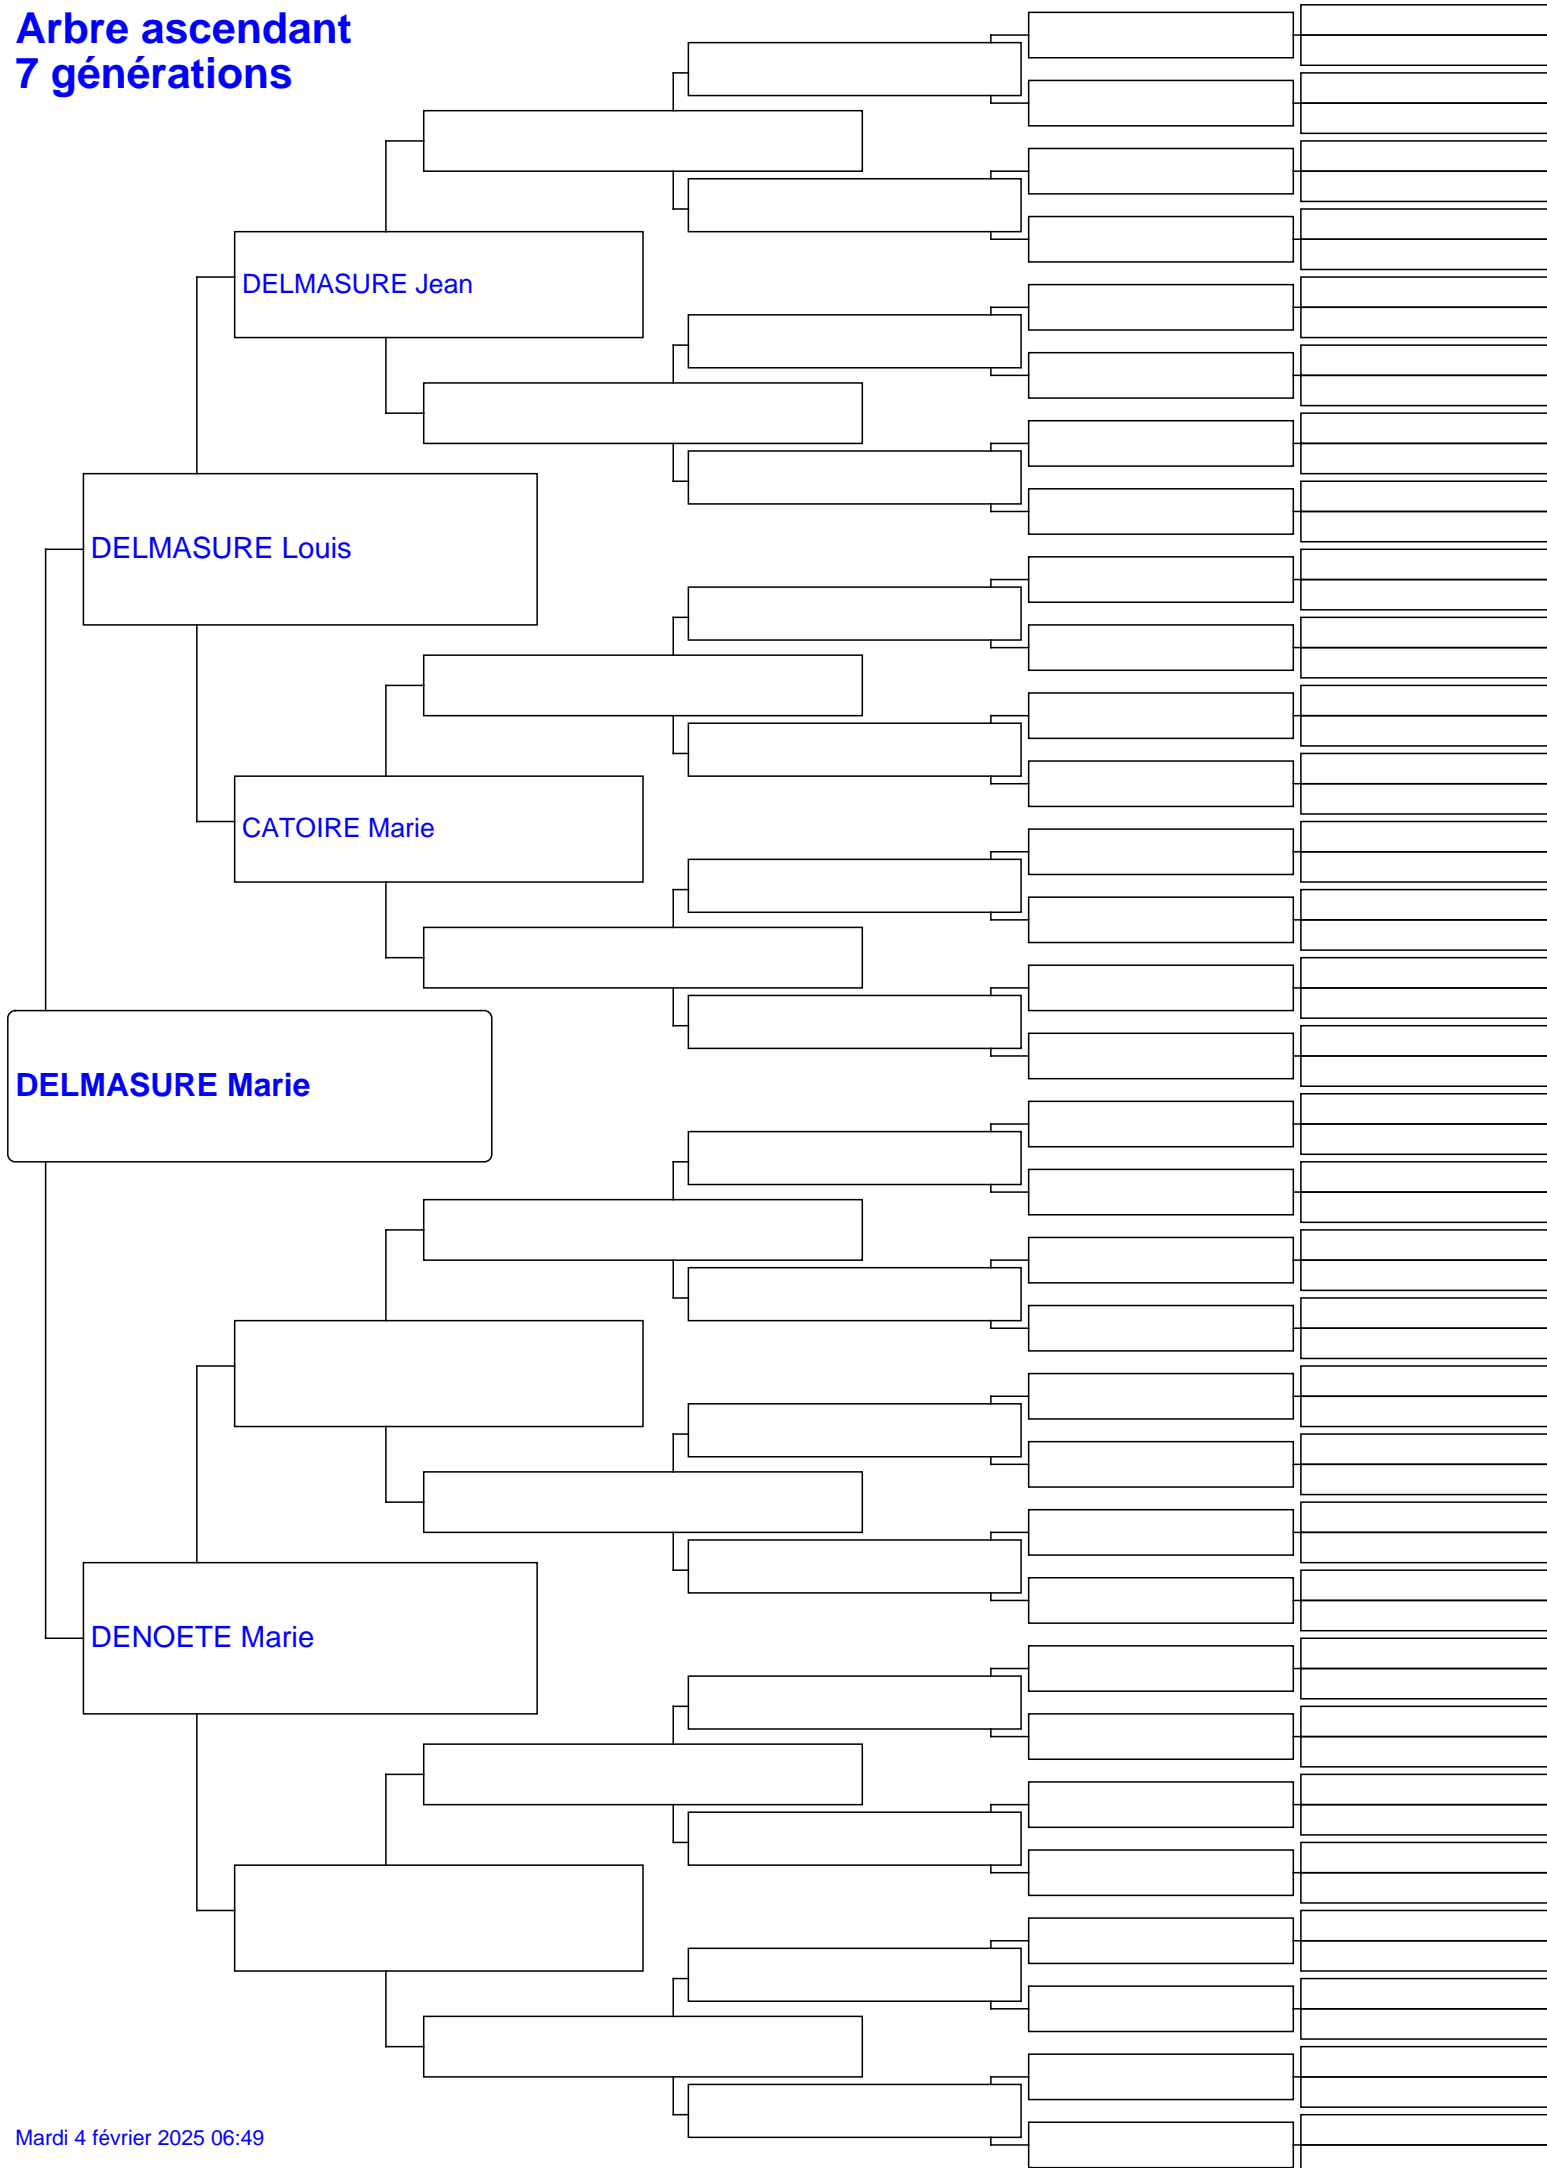 Arbre ascendant
7 générations
DELMASURE Jean
DELMASURE Louis
CATOIRE Marie
DELMASURE Marie
DENOETE Marie
Mardi 4 février 2025 06:49